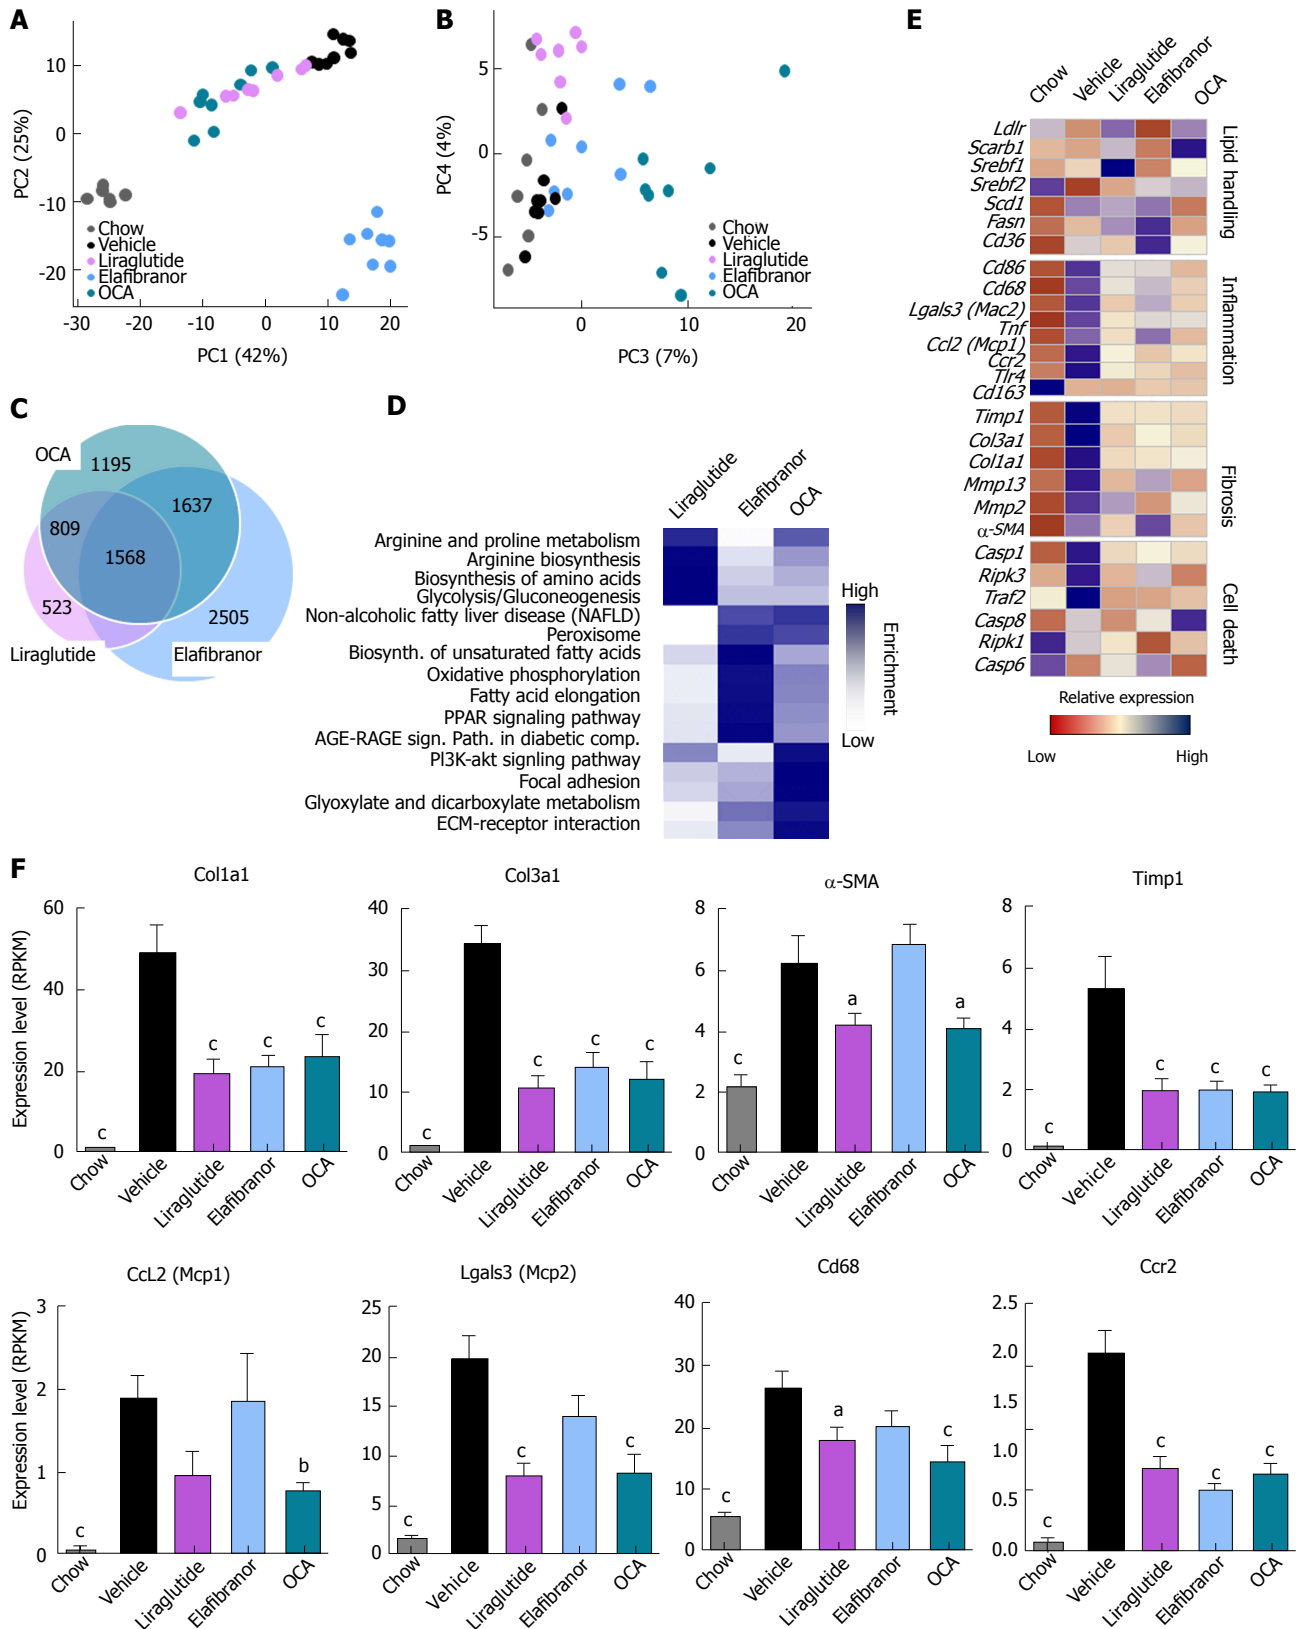 A
PC2 (25%)
10
0
-10
-20
-30
-20
-10
0
10
20
PC1 (42%)
Chow
Vehicle
Liraglutide
Elafibranor
OCA
B
PC4 (4%)
5
0
-5
0
10
20
PC3 (7%)
Chow
Vehicle
Liraglutide
Elafibranor
OCA
C
OCA
1195
1637
809
1568
523
2505
Liraglutide
Elafibranor
D
Liraglutide
Elafibranor
OCA
Arginine and proline metabolism
Arginine biosynthesis
Biosynthesis of amino acids
Glycolysis/Gluconeogenesis
Non-alcoholic fatty liver disease (NAFLD)
Peroxisome
Biosynth. of unsaturated fatty acids
Oxidative phosphorylation
Fatty acid elongation
PPAR signaling pathway
AGE-RAGE sign. Path. in diabetic comp.
PI3K-akt signling pathway
Focal adhesion
Glyoxylate and dicarboxylate metabolism
ECM-receptor interaction
High
Enrichment
Low
E
Chow
Vehicle
Liraglutide
Elafibranor
OCA
Ldlr
Scarb1
Srebf1
Srebf2
Scd1
Fasn
Cd36
Lipid handling
Cd86
Cd68
Lgals3 (Mac2)
Tnf
Ccl2 (Mcp1)
Ccr2
Tlr4
Cd163
Inflammation
Timp1
Col3a1
Col1a1
Mmp13
Mmp2
α-SMA
Fibrosis
Casp1
Ripk3
Traf2
Casp8
Ripk1
Casp6
Cell death
Relative expression
Low
High
F
Col1a1
Expression level (RPKM)
60
40
20
0
c
c
c
c
Chow
Vehicle
Liraglutide
Elafibranor
OCA
Col3a1
40
30
20
10
0
c
c
c
c
Chow
Vehicle
Liraglutide
Elafibranor
OCA
α-SMA
8
6
4
2
0
c
a
a
Chow
Vehicle
Liraglutide
Elafibranor
OCA
Timp1
8
6
4
2
0
c
c
c
c
Chow
Vehicle
Liraglutide
Elafibranor
OCA
CcL2 (Mcp1)
Expression level (RPKM)
3
2
1
0
c
b
Chow
Vehicle
Liraglutide
Elafibranor
OCA
Lgals3 (Mcp2)
25
20
15
10
5
0
c
c
c
Chow
Vehicle
Liraglutide
Elafibranor
OCA
Cd68
40
30
20
10
0
c
a
c
Chow
Vehicle
Liraglutide
Elafibranor
OCA
Ccr2
2.5
2.0
1.0
0.5
0.0
c
c
c
c
Chow
Vehicle
Liraglutide
Elafibranor
OCA